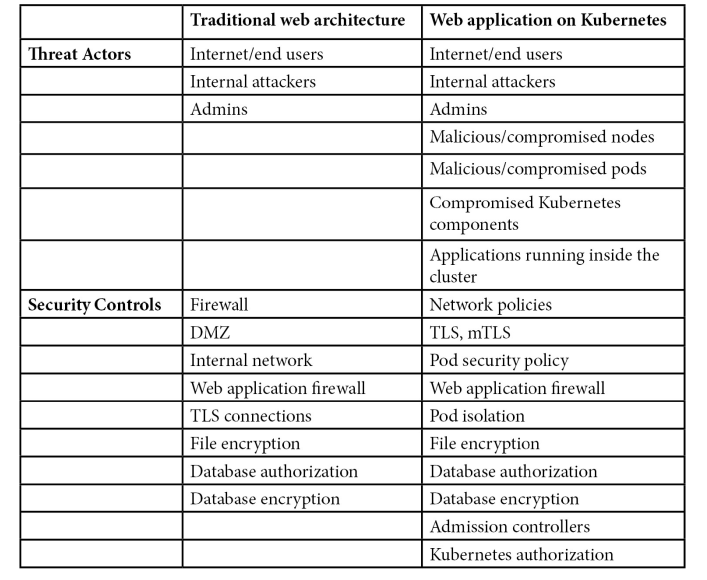 Traditional web architecture Web application on Kubernetes
Threat Actors Internet/end users Internet/end users
Internal attackers Internal attackers
Admins Admins
Malicious/compromised nodes
Malicious/compromised pods
Compromised Kubernetes
components
Applications running inside the
cluster
Security Controls Firewall Network policies
DMZ TLS, mTLS
Internal network Pod security policy
Web application firewall Web application firewall
TLS connections Pod isolation
File encryption File encryption
Database authorization Database authorization
Database encryption Database encryption
Admission controllers
Kubernetes authorization